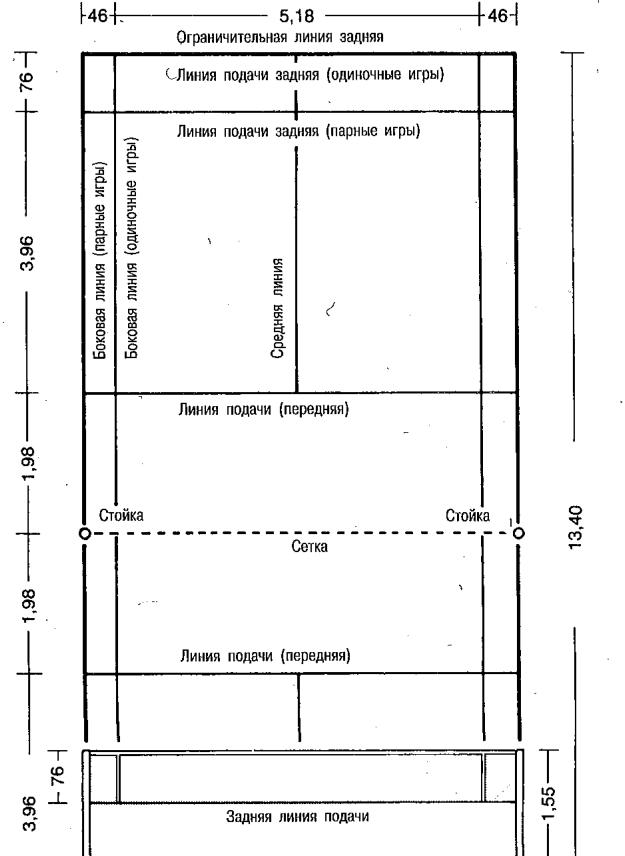 46 5,18 46
Ограничительная линия задняя
76
Линия подачи задняя (одиночные игры)
Линия подачи задняя (парные игры)
Боковая линия (парные игры)
Боковая линия (одиночные игры)
3,96
Средняя линия
Линия подачи (передняя)
1,98
Стойка Стойка
Сетка
13,40
1,98
Линия подачи (передняя)
76
3,96
Задняя линия подачи
1,55